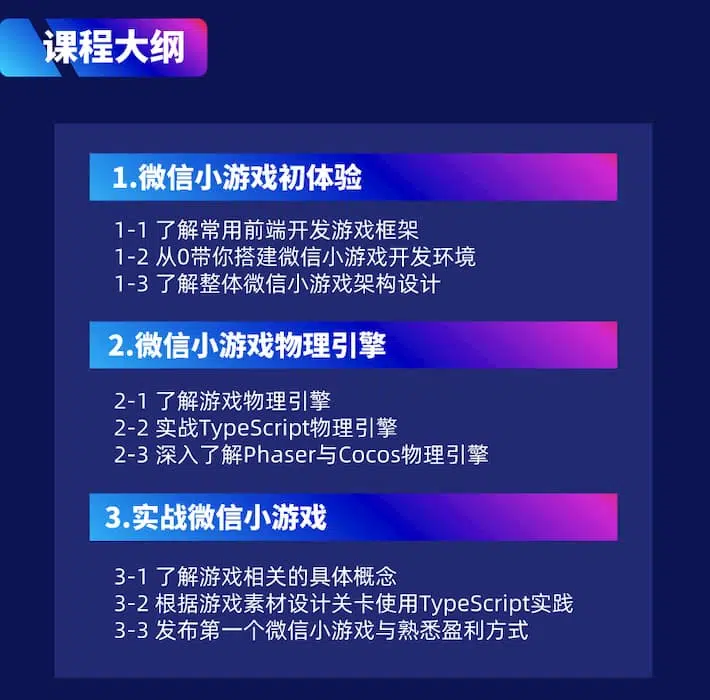 课程大纲
1.微信小游戏初体验
1-1 了解常用前端开发游戏框架
1-2 从0带你搭建微信小游戏开发环境
1-3 了解整体微信小游戏架构设计
2.微信小游戏物理引擎
2-1 了解游戏物理引擎
2-2 实战TypeScript物理引擎
2-3 深入了解Phaser与Cocos物理引擎
3.实战微信小游戏
3-1 了解游戏相关的具体概念
3-2 根据游戏素材设计关卡使用TypeScript实践
3-3 发布第一个微信小游戏与熟悉盈利方式